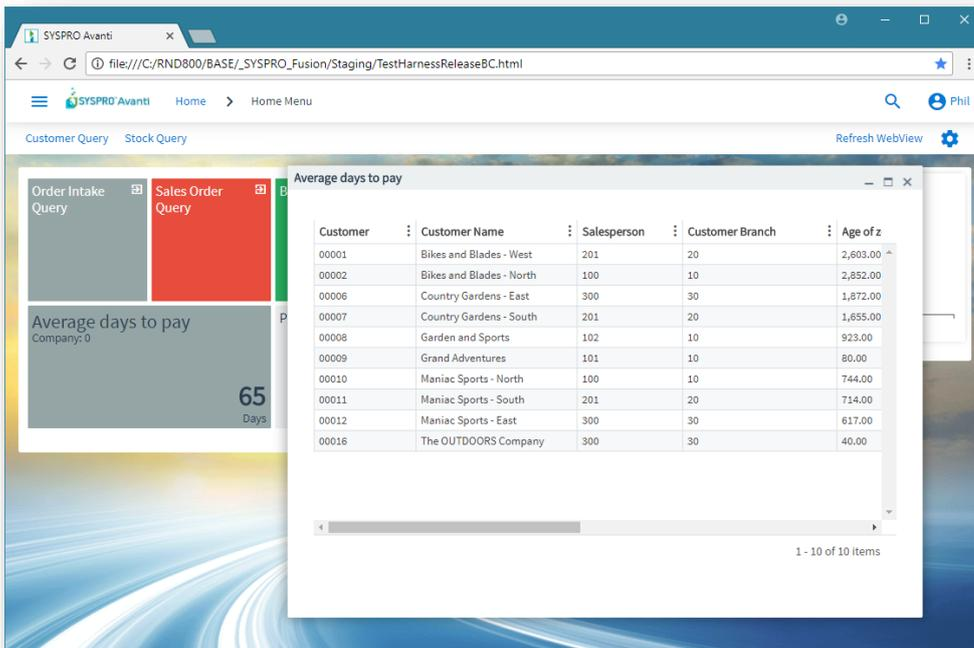 SYSPRO Avanti
file:///C:/RND800/BASE/_SYSPRO_Fusion/Staging/TestHarnessReleaseBC.html
SYSPRO Avanti Home > Home Menu Phil
Customer Query Stock Query Refresh WebView
Order Intake Query
Sales Order Query
B
Average days to pay
Company: 0
65
Days
P
Average days to pay
Customer Customer Name Salesperson Customer Branch Age of z
00001 Bikes and Blades - West 201 20 2,603.00
00002 Bikes and Blades - North 100 10 2,852.00
00006 Country Gardens - East 300 30 1,872.00
00007 Country Gardens - South 201 20 1,655.00
00008 Garden and Sports 102 10 923.00
00009 Grand Adventures 101 10 80.00
00010 Maniac Sports - North 100 10 744.00
00011 Maniac Sports - South 201 20 714.00
00012 Maniac Sports - East 300 30 617.00
00016 The OUTDOORS Company 300 30 40.00
1 - 10 of 10 items